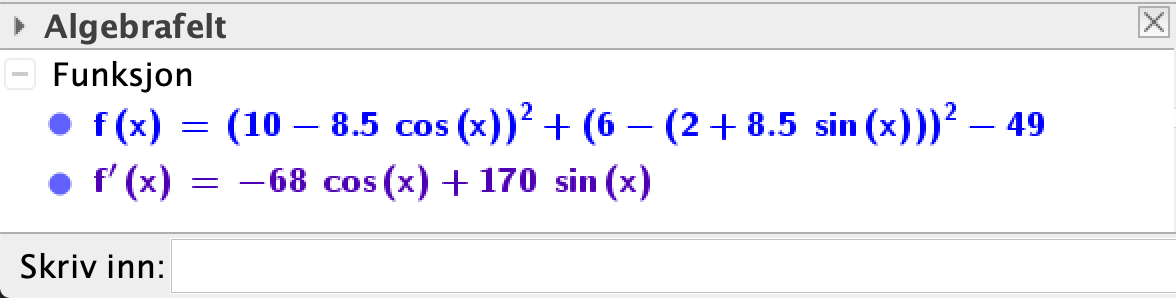 Algebrafelt
Funksjon
f(x) = (10 − 8.5 cos(x))² + (6 − (2 + 8.5 sin(x)))² − 49
f′(x) = −68 cos(x) + 170 sin(x)
Skriv inn: